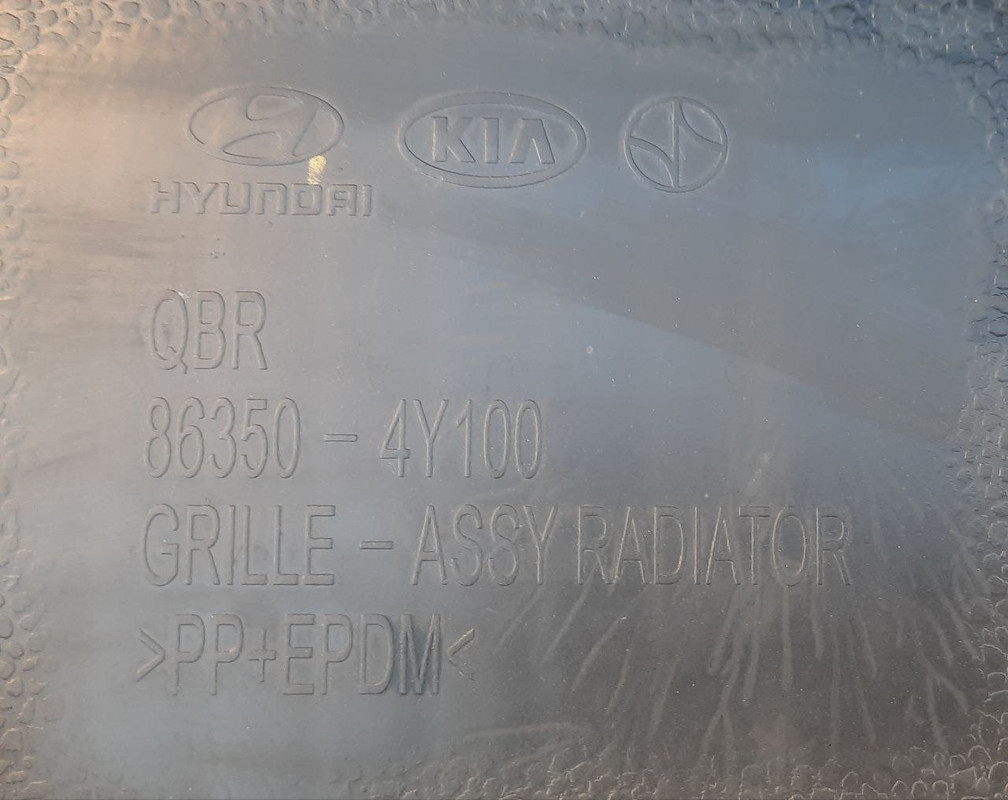 KIA
HYUNDAI
QBR
86350 - 4Y100
GRILLE - ASSY RADIATOR
>PP+EPDM<